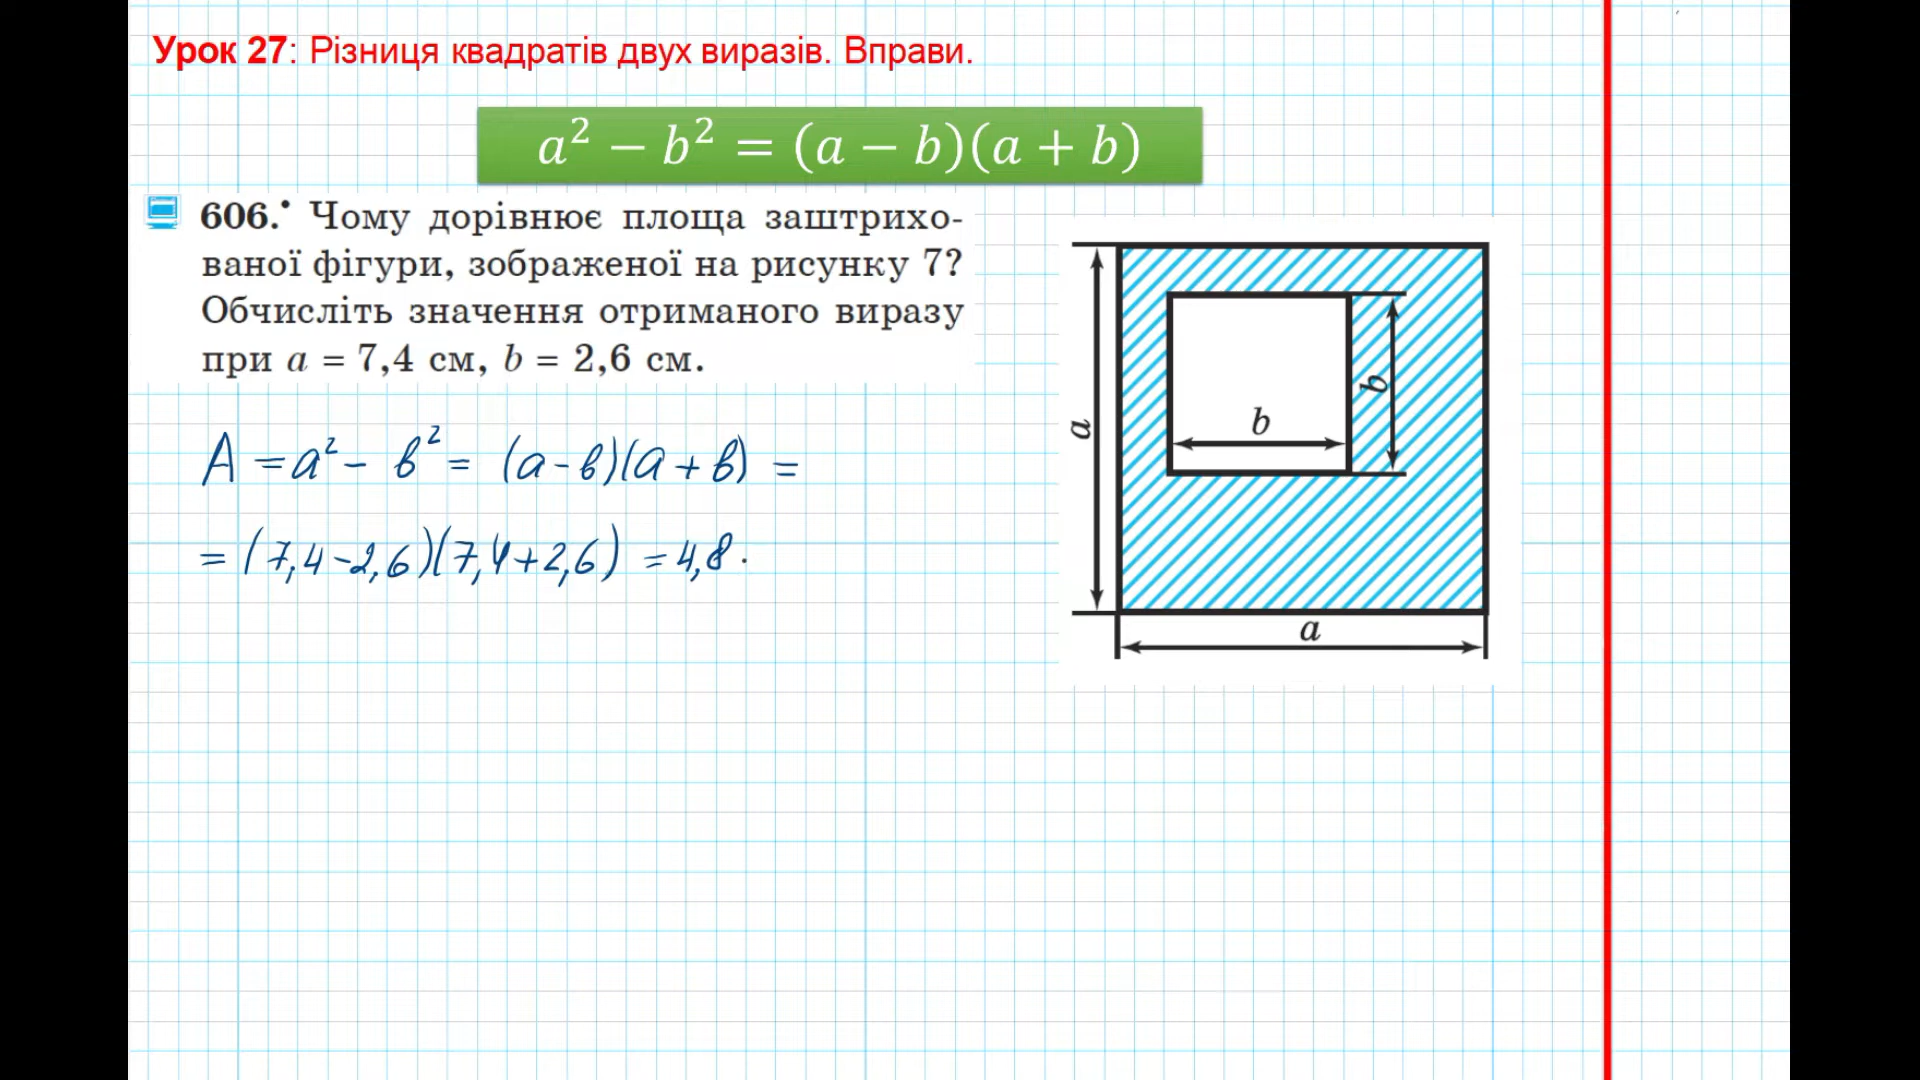 Урок 27: Різниця квадратів двух виразів. Вправи.
a² − b² = (a − b)(a + b)
606.• Чому дорівнює площа заштрихо-
ваної фігури, зображеної на рисунку 7?
Обчисліть значення отриманого виразу
при a = 7,4 см, b = 2,6 см.
A = a² - в² = (a - в)(a + в) =
= (7,4 - 2,6)(7,4 + 2,6) = 4,8 ·
a
b
b
a